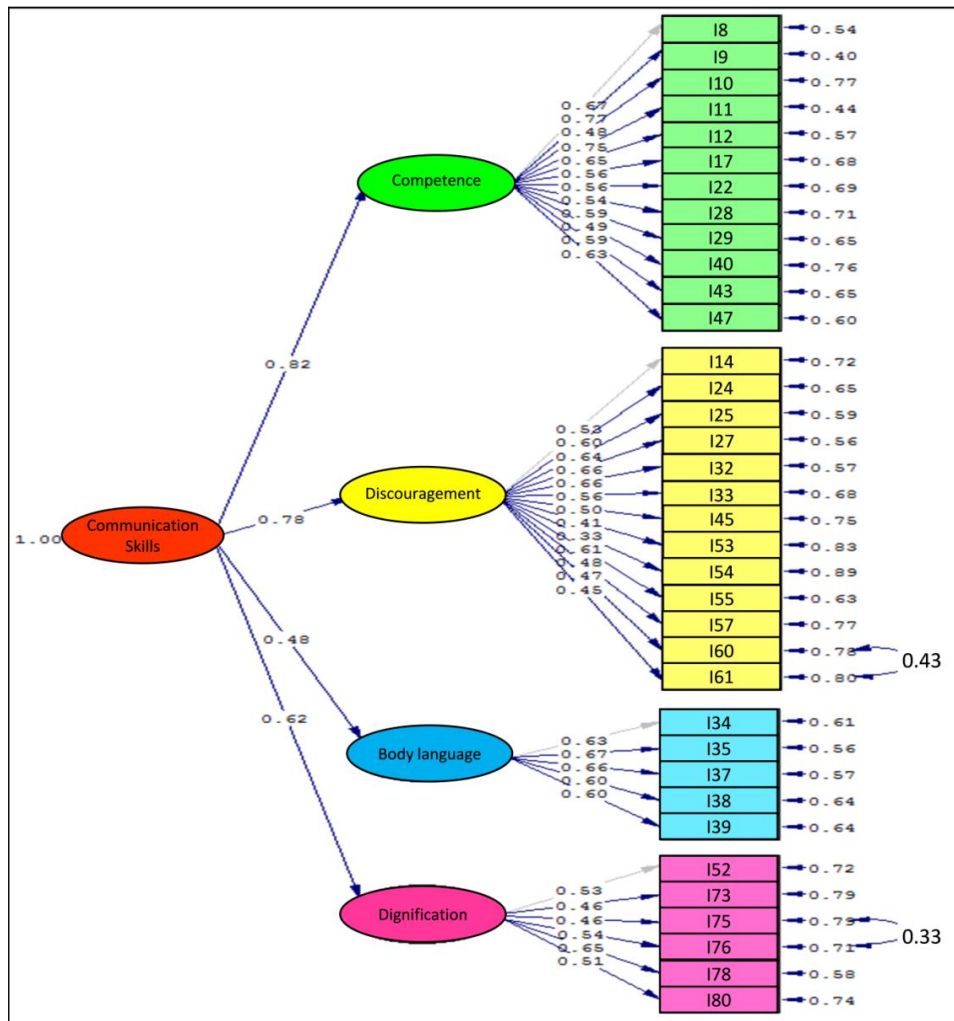 I8
0.54
I9
0.40
I10
0.77
I11
0.44
I12
0.57
I17
0.68
I22
0.69
I28
0.71
I29
0.65
I40
0.76
I43
0.65
I47
0.60
0.67
0.77
0.48
0.75
0.65
0.56
0.56
0.54
0.59
0.49
0.59
0.63
Competence
0.82
I14
0.72
I24
0.65
I25
0.59
I27
0.56
I32
0.57
I33
0.68
I45
0.75
I53
0.83
I54
0.89
I55
0.63
I57
0.77
I60
0.78
I61
0.80
0.43
0.53
0.60
0.64
0.66
0.66
0.56
0.50
0.41
0.33
0.61
0.48
0.47
0.45
Discouragement
0.78
1.00
Communication
Skills
0.48
0.62
I34
0.61
I35
0.56
I37
0.57
I38
0.64
I39
0.64
0.63
0.67
0.66
0.60
0.60
Body language
I52
0.72
I73
0.79
I75
0.79
I76
0.71
I78
0.58
I80
0.74
0.33
0.53
0.46
0.46
0.54
0.65
0.51
Dignification